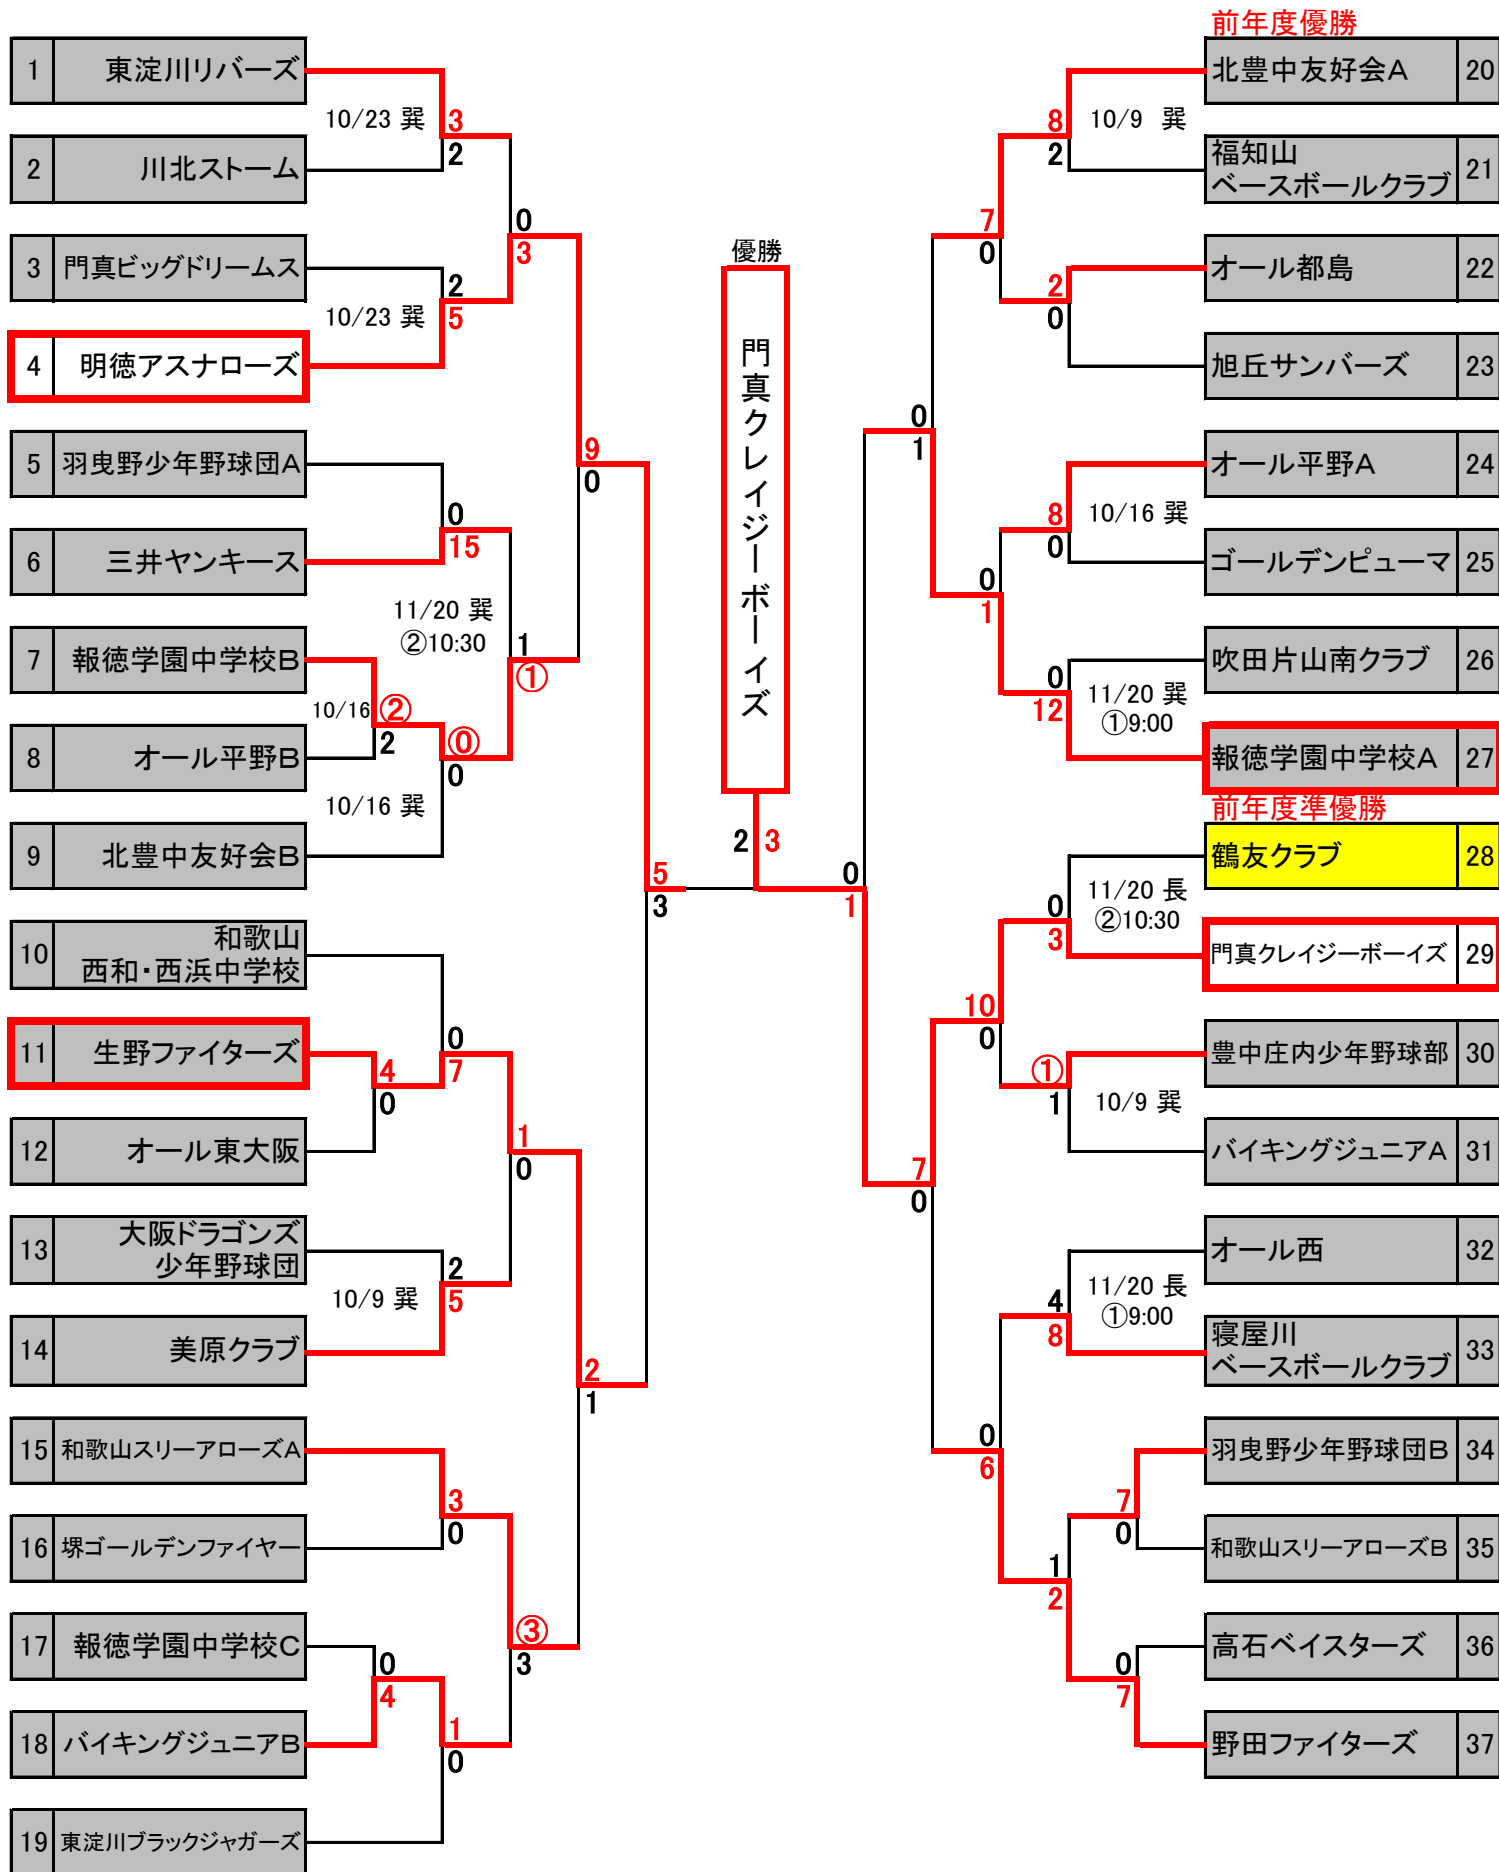 1 東淀川リバーズ
10/23 巽
3
2
2 川北ストーム
0
3
3 門真ビッグドリームス
10/23 巽
2
5
4 明徳アスナローズ
9
0
5 羽曳野少年野球団A
0
15
6 三井ヤンキース
11/20 巽
②10:30
1
①
7 報徳学園中学校B
10/16
②
2
8 オール平野B
⓪
0
10/16 巽
9 北豊中友好会B
5
3
10 和歌山
西和・西浜中学校
0
7
11 生野ファイターズ
4
0
12 オール東大阪
1
0
13 大阪ドラゴンズ
少年野球団
10/9 巽
2
5
14 美原クラブ
2
1
15 和歌山スリーアローズA
3
0
16 堺ゴールデンファイヤー
③
3
17 報徳学園中学校C
0
4
18 バイキングジュニアB
1
0
19 東淀川ブラックジャガーズ
優勝
門真クレイジーボーイズ
2 3
前年度優勝
北豊中友好会A 20
8
2
10/9 巽
福知山
ベースボールクラブ 21
7
0
オール都島 22
2
0
旭丘サンバーズ 23
0
1
オール平野A 24
8
0
10/16 巽
ゴールデンピューマ 25
0
1
吹田片山南クラブ 26
0
12
11/20 巽
①9:00
報徳学園中学校A 27
前年度準優勝
鶴友クラブ 28
0
1
11/20 長
②10:30
0
3
門真クレイジーボーイズ 29
10
0
豊中庄内少年野球部 30
①
1
10/9 巽
バイキングジュニアA 31
7
0
オール西 32
11/20 長
①9:00
4
8
寝屋川
ベースボールクラブ 33
0
6
羽曳野少年野球団B 34
7
0
和歌山スリーアローズB 35
1
2
高石ベイスターズ 36
0
7
野田ファイターズ 37